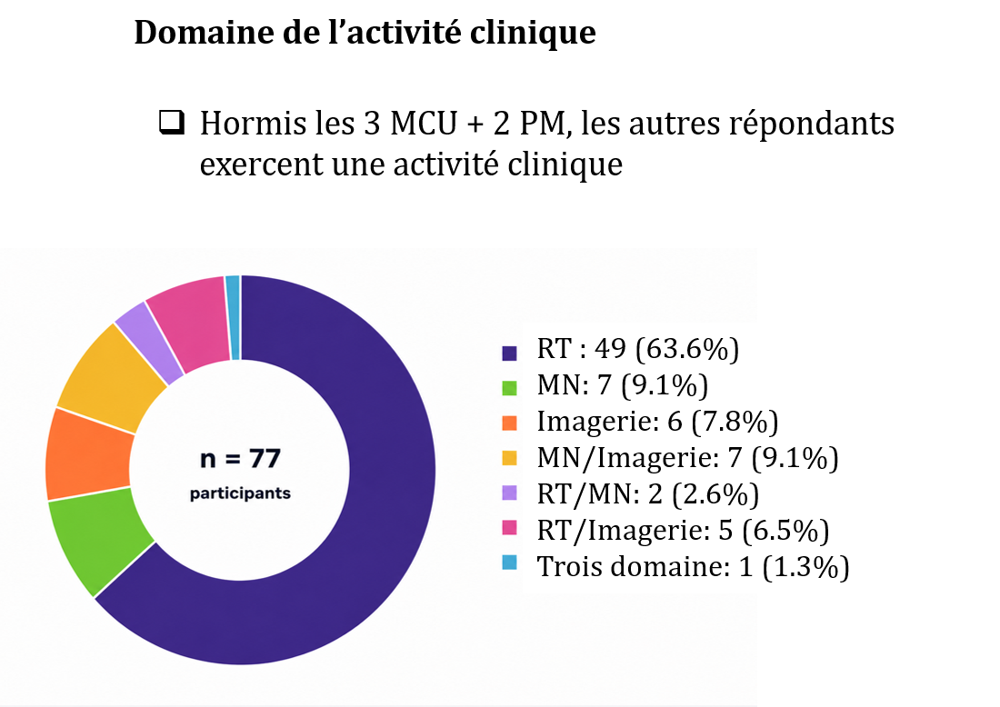 Domaine de l’activité clinique
❑ Hormis les 3 MCU + 2 PM, les autres répondants
exercent une activité clinique
n = 77
participants
RT : 49 (63.6%)
MN: 7 (9.1%)
Imagerie: 6 (7.8%)
MN/Imagerie: 7 (9.1%)
RT/MN: 2 (2.6%)
RT/Imagerie: 5 (6.5%)
Trois domaine: 1 (1.3%)